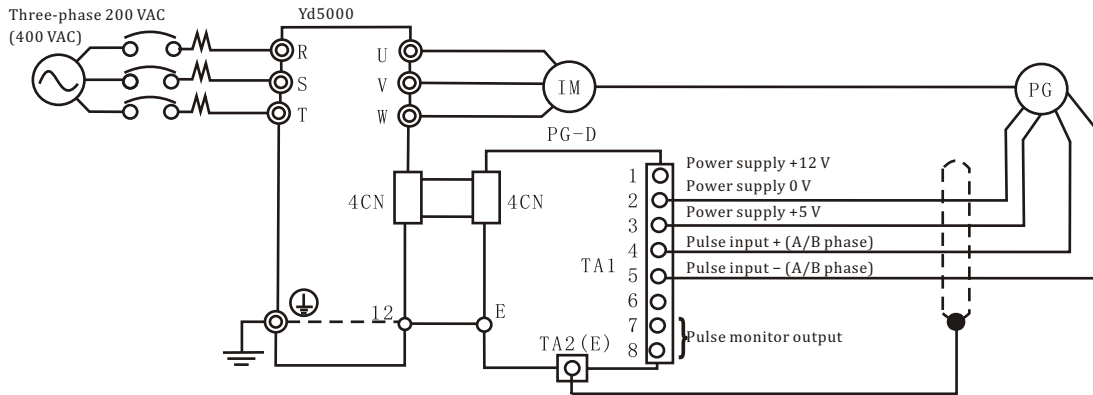 Three-phase 200 VAC
(400 VAC)
Yd5000
R
S
T
U
V
W
IM
PG
PG-D
4CN
4CN
1
2
3
4
5
6
7
8
Power supply +12 V
Power supply 0 V
Power supply +5 V
Pulse input + (A/B phase)
Pulse input − (A/B phase)
TA1
Pulse monitor output
12
E
TA2(E)